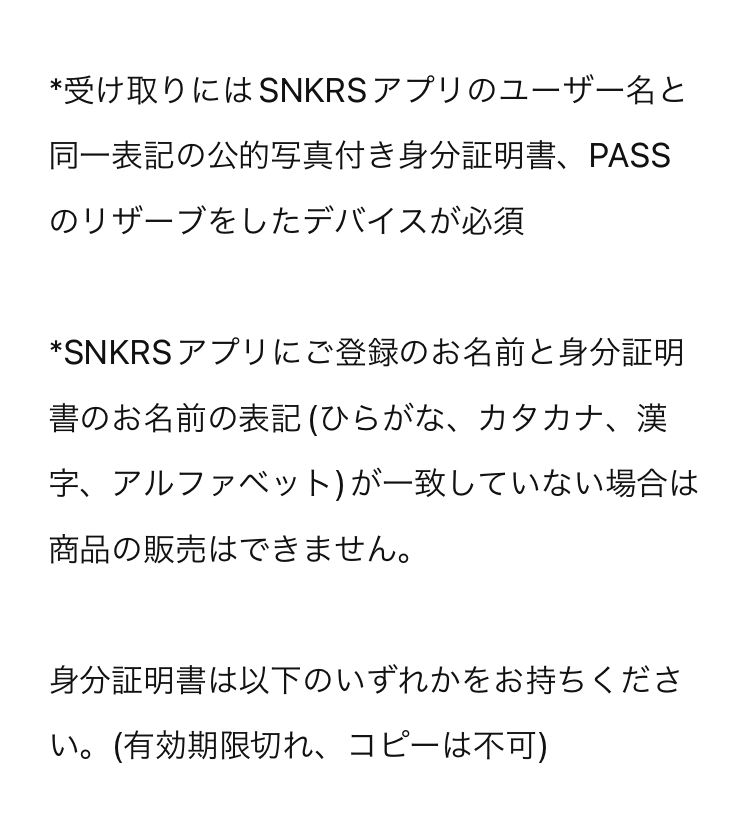 *受け取りにはSNKRSアプリのユーザー名と
同一表記の公的写真付き身分証明書、PASS
のリザーブをしたデバイスが必須
*SNKRSアプリにご登録のお名前と身分証明
書のお名前の表記(ひらがな、カタカナ、漢
字、アルファベット)が一致していない場合は
商品の販売はできません。
身分証明書は以下のいずれかをお持ちくださ
い。(有効期限切れ、コピーは不可)